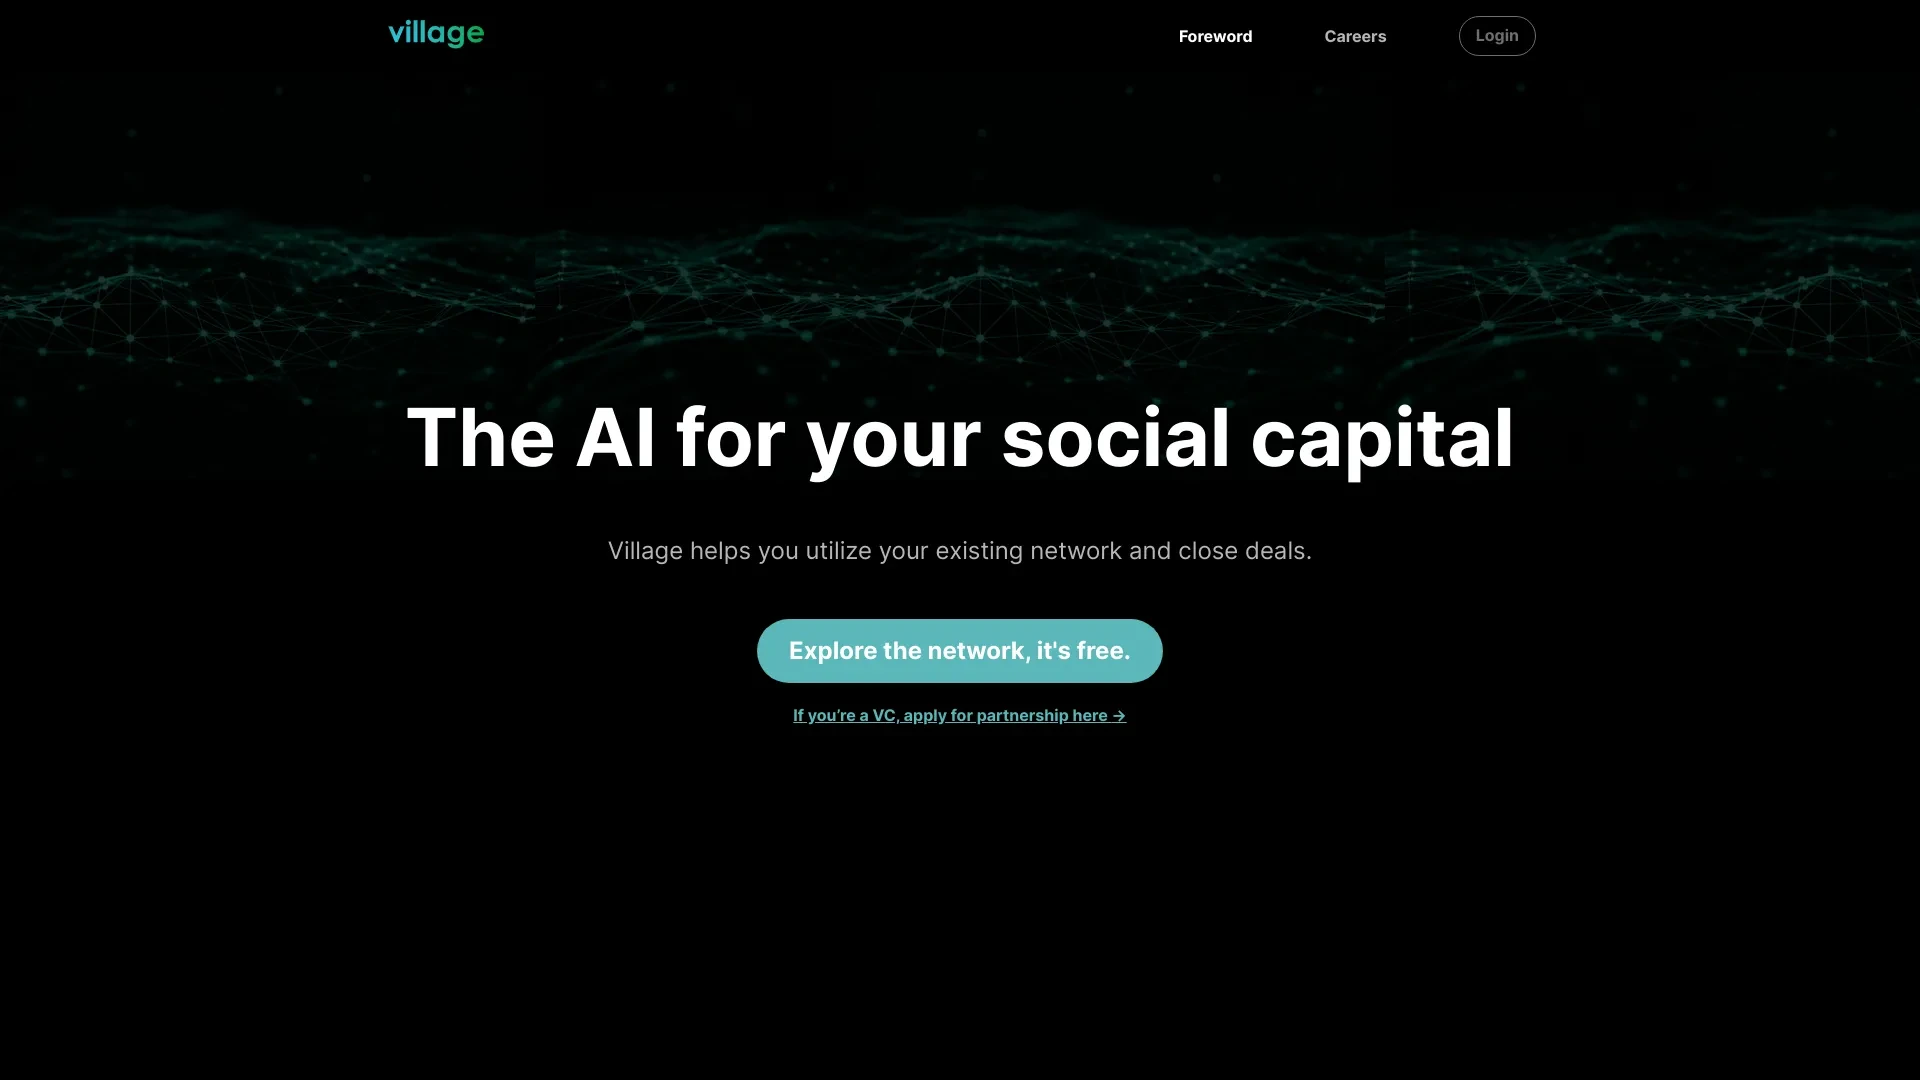 village
Foreword
Careers
Login
The AI for your social capital
Village helps you utilize your existing network and close deals.
Explore the network, it's free.
If you’re a VC, apply for partnership here →